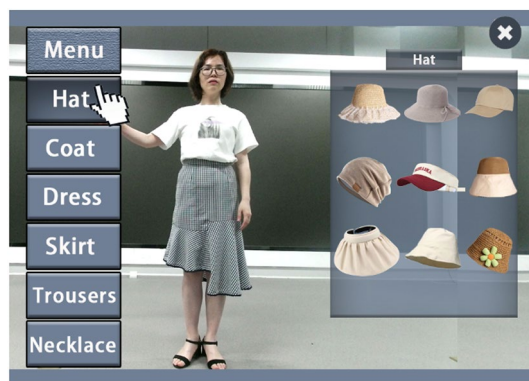 Menu
Hat
Hat
Coat
Dress
Skirt
Trousers
Necklace